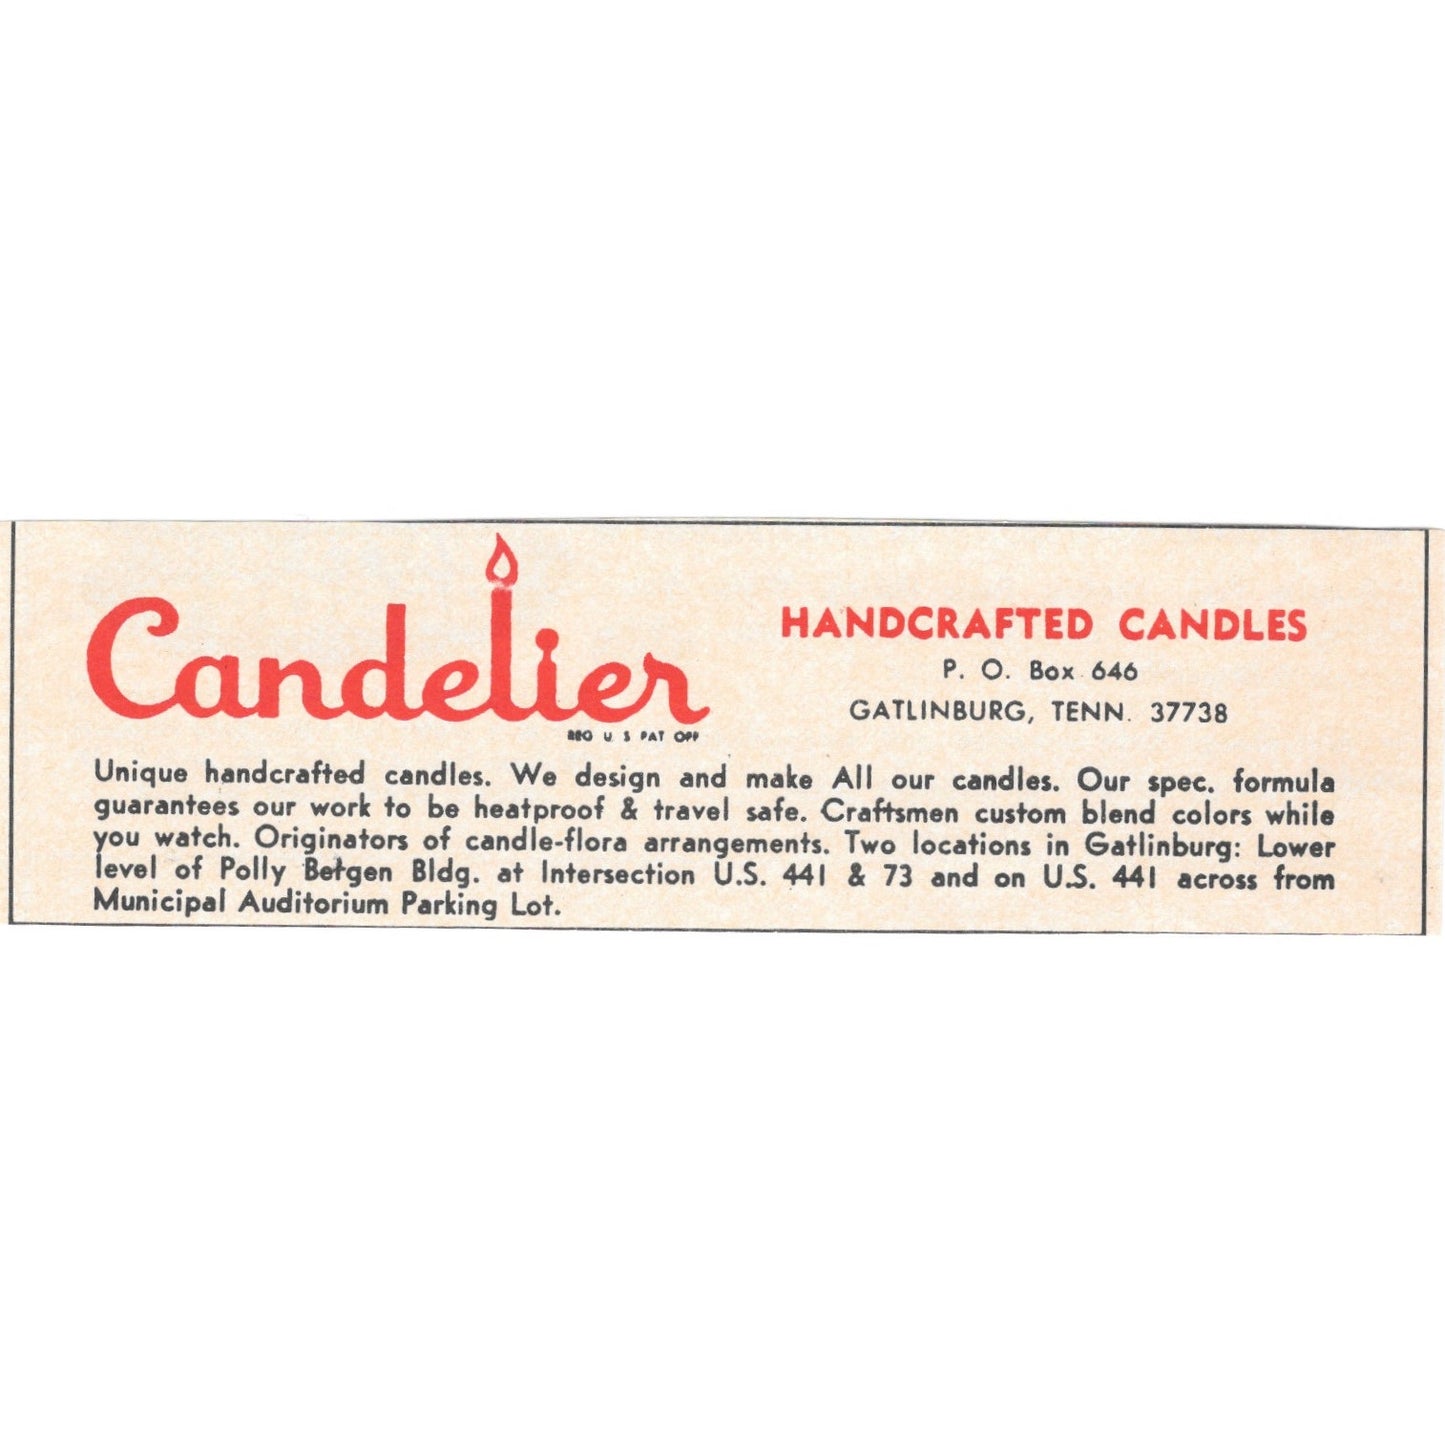 Candelier
REG U S PAT OFF
HANDCRAFTED CANDLES
P. O. Box 646
GATLINBURG, TENN. 37738
Unique handcrafted candles. We design and make All our candles. Our spec. formula
guarantees our work to be heatproof & travel safe. Craftsmen custom blend colors while
you watch. Originators of candle-flora arrangements. Two locations in Gatlinburg: Lower
level of Polly Bergen Bldg. at Intersection U.S. 441 & 73 and on U.S. 441 across from
Municipal Auditorium Parking Lot.